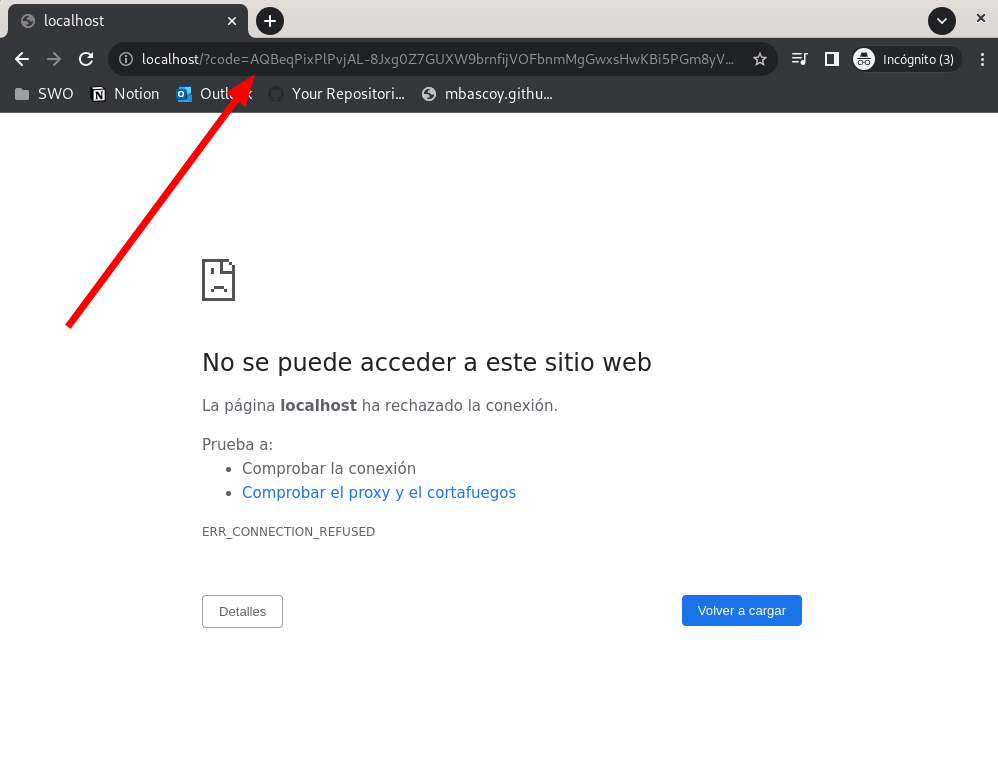 localhost
localhost/?code=AQBeqPixPlPvjAL-8Jxg0Z7GUXW9brnfijVOFbnmMgGwxsHwKBi5PGm8yV...
Incógnito (3)
SWO Notion Outlook Your Repositori... mbascoy.githu...
No se puede acceder a este sitio web
La página localhost ha rechazado la conexión.
Prueba a:
• Comprobar la conexión
• Comprobar el proxy y el cortafuegos
ERR_CONNECTION_REFUSED
Detalles
Volver a cargar